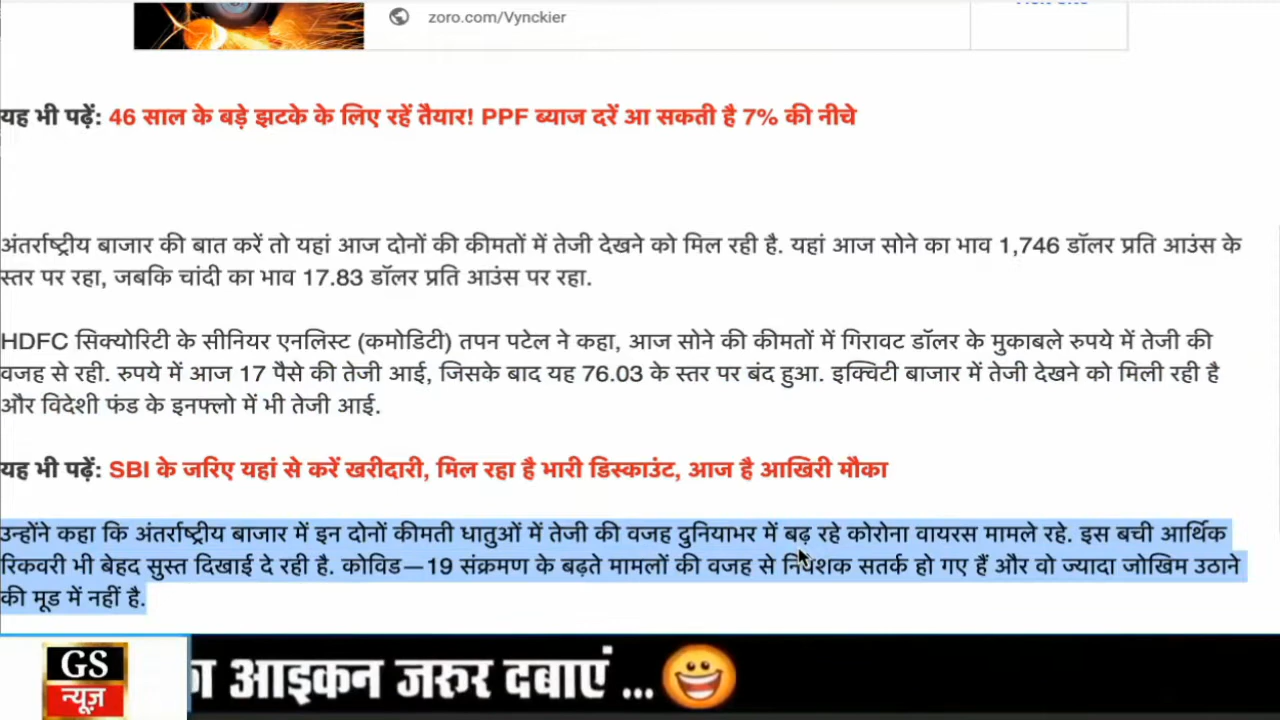 zoro.com/Vynckier
यह भी पढ़ें: 46 साल के बड़े झटके के लिए रहें तैयार! PPF ब्याज दरें आ सकती है 7% की नीचे
अंतर्राष्ट्रीय बाजार की बात करें तो यहां आज दोनों की कीमतों में तेजी देखने को मिल रही है. यहां आज सोने का भाव 1,746 डॉलर प्रति आउंस के
स्तर पर रहा, जबकि चांदी का भाव 17.83 डॉलर प्रति आउंस पर रहा.
HDFC सिक्योरिटी के सीनियर एनलिस्ट (कमोडिटी) तपन पटेल ने कहा, आज सोने की कीमतों में गिरावट डॉलर के मुकाबले रुपये में तेजी की
वजह से रही. रुपये में आज 17 पैसे की तेजी आई, जिसके बाद यह 76.03 के स्तर पर बंद हुआ. इक्विटी बाजार में तेजी देखने को मिली रही है
और विदेशी फंड के इनफ्लो में भी तेजी आई.
यह भी पढ़ें: SBI के जरिए यहां से करें खरीदारी, मिल रहा है भारी डिस्काउंट, आज है आखिरी मौका
उन्होंने कहा कि अंतर्राष्ट्रीय बाजार में इन दोनों कीमती धातुओं में तेजी की वजह दुनियाभर में बढ़ रहे कोरोना वायरस मामले रहे. इस बची आर्थिक
रिकवरी भी बेहद सुस्त दिखाई दे रही है. कोविड—19 संक्रमण के बढ़ते मामलों की वजह से निवेशक सतर्क हो गए हैं और वो ज्यादा जोखिम उठाने
की मूड में नहीं है.
GS
न्यूज़
आइकन जरुर दबाएं ...